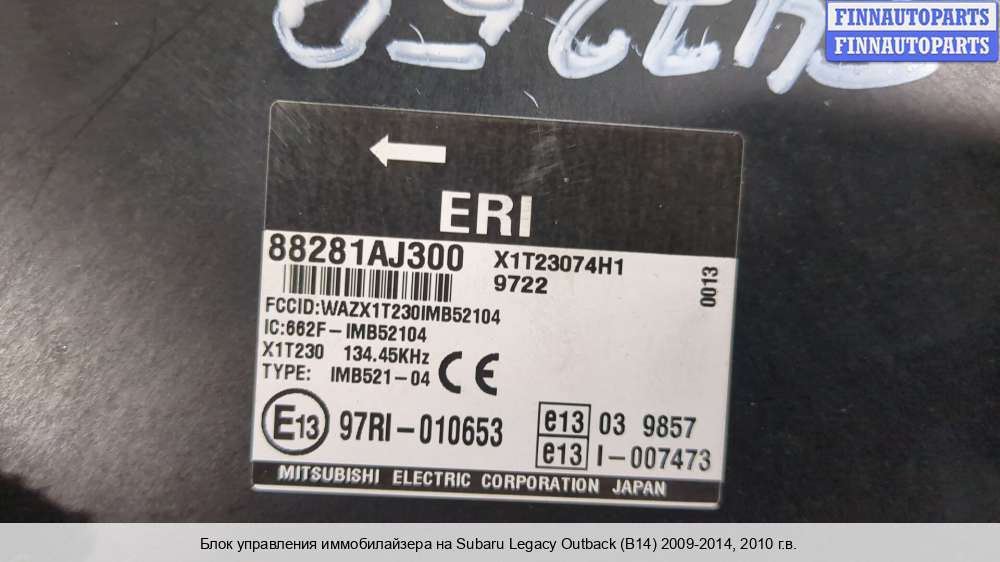 FINNAUTOPARTS
FINNAUTOPARTS
ERI
88281AJ300
X1T23074H1
9722
0013
FCCID:WAZX1T230IMB52104
IC:662F-IMB52104
X1T230 134.45KHz
TYPE: IMB521-04 CE
E13 97RI-010653
e13 03 9857
e13 I-007473
MITSUBISHI ELECTRIC CORPORATION JAPAN
Блок управления иммобилайзера на Subaru Legacy Outback (B14) 2009-2014, 2010 г.в.